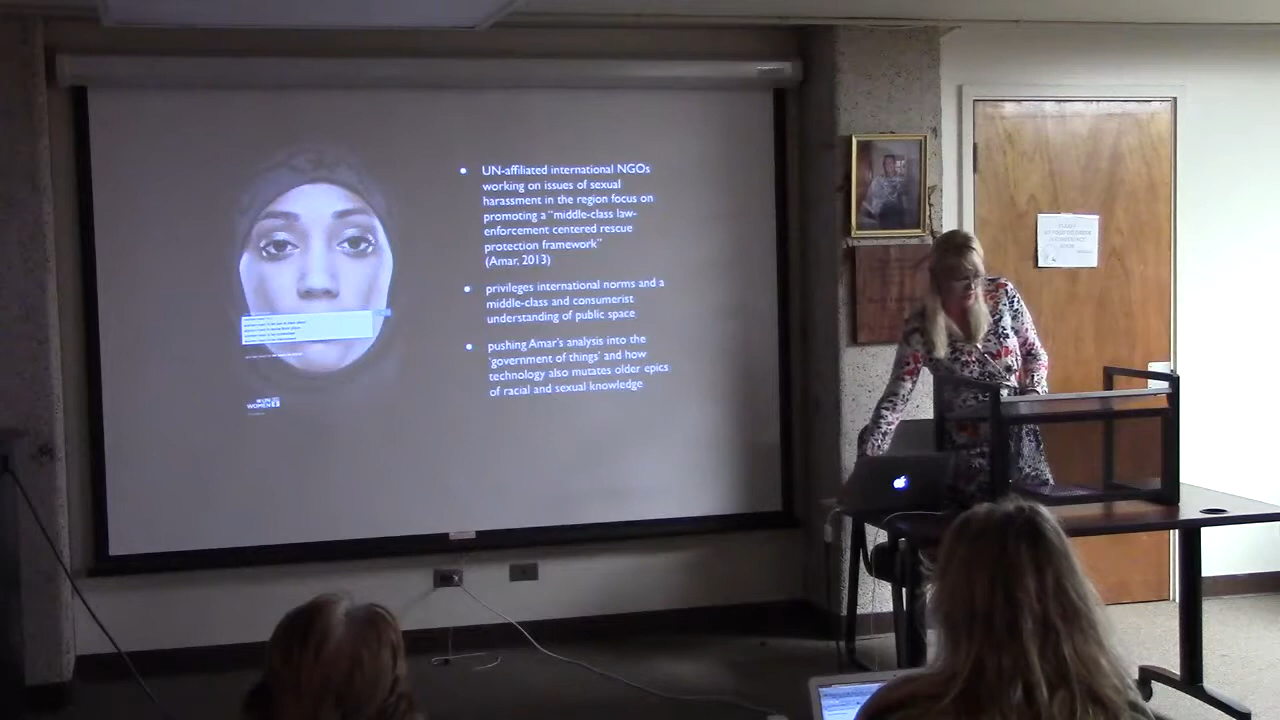 • UN-affiliated international NGOs
working on issues of sexual
harassment in the region focus on
promoting a “middle-class law-
enforcement centered rescue
protection framework”
(Amar, 2013)
• privileges international norms and a
middle-class and consumerist
understanding of public space
• pushing Amar's analysis into the
'government of things' and how
technology also mutates older epics
of racial and sexual knowledge
UN
WOMEN